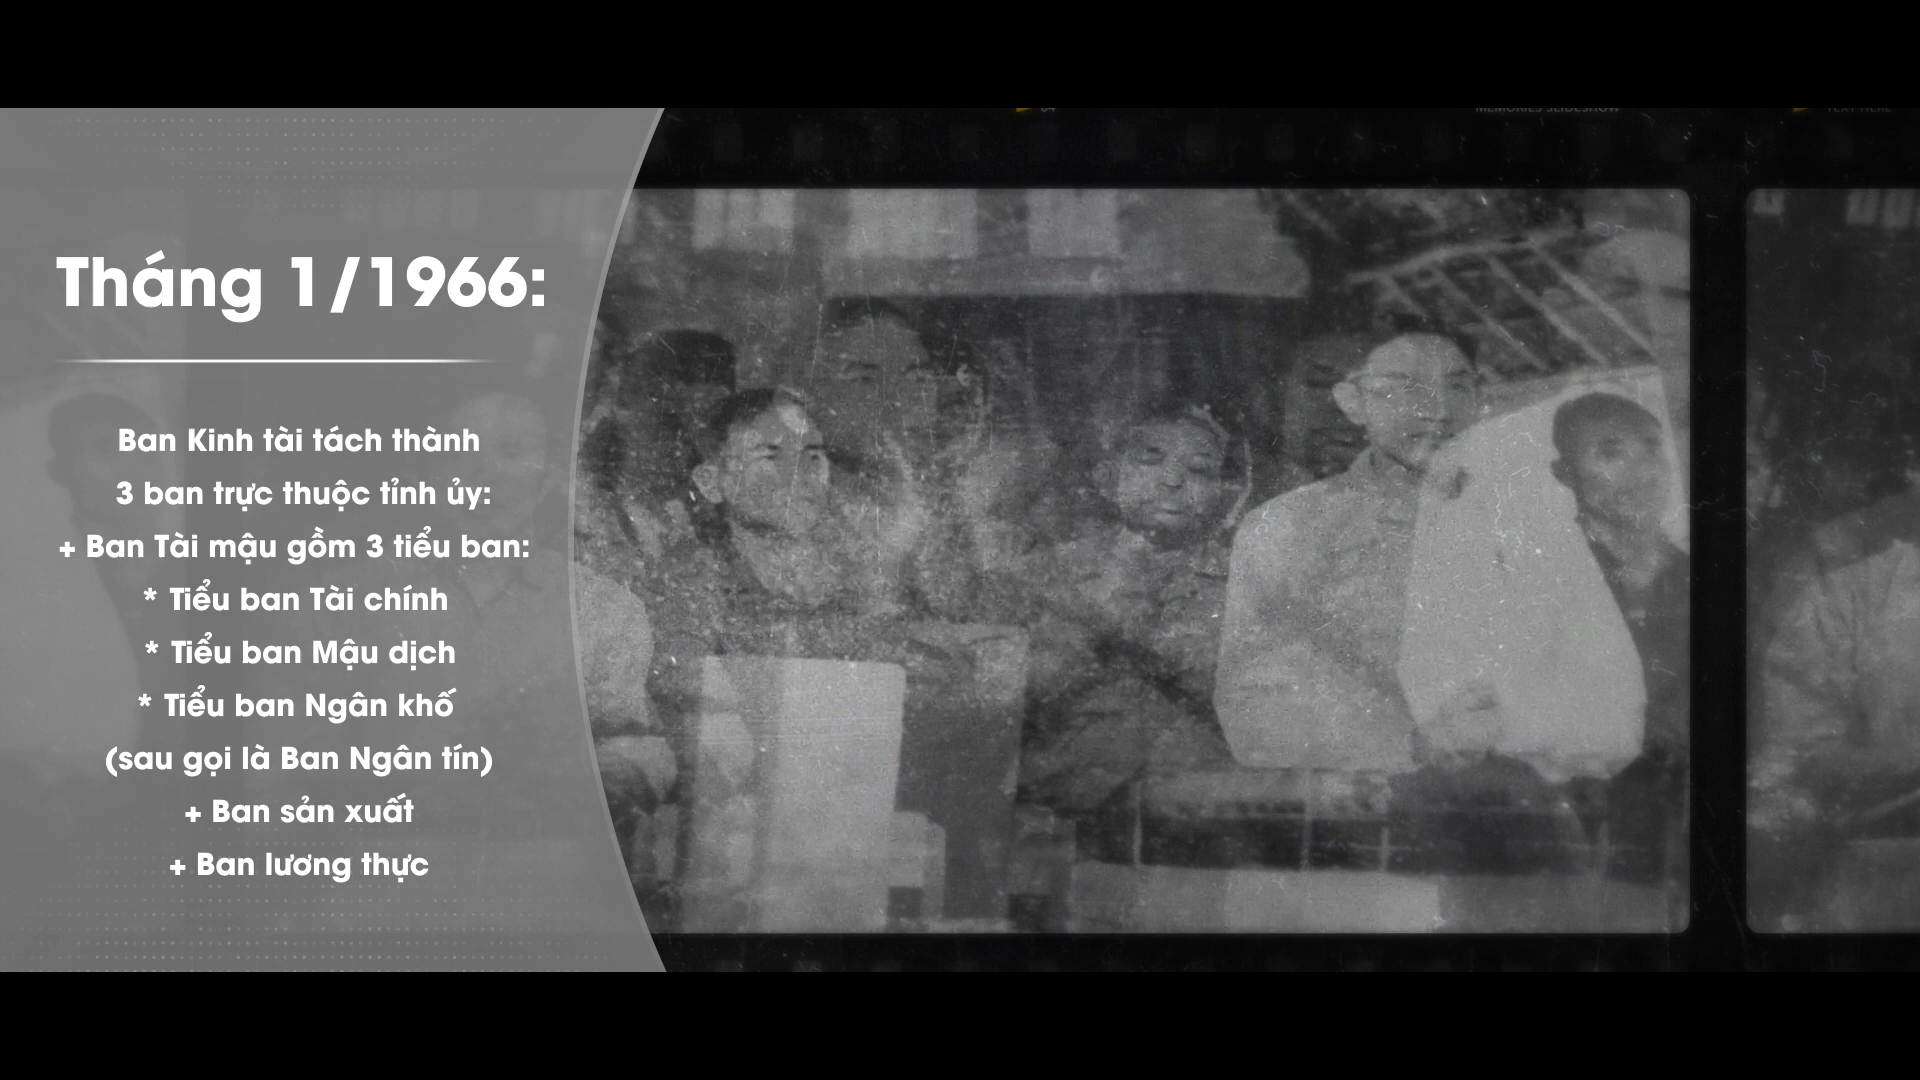 Tháng 1/1966:
Ban Kinh tài tách thành
3 ban trực thuộc tỉnh ủy:
+ Ban Tài mậu gồm 3 tiểu ban:
* Tiểu ban Tài chính
* Tiểu ban Mậu dịch
* Tiểu ban Ngân khố
(sau gọi là Ban Ngân tín)
+ Ban sản xuất
+ Ban lương thực
MEMORIES SLIDESHOW